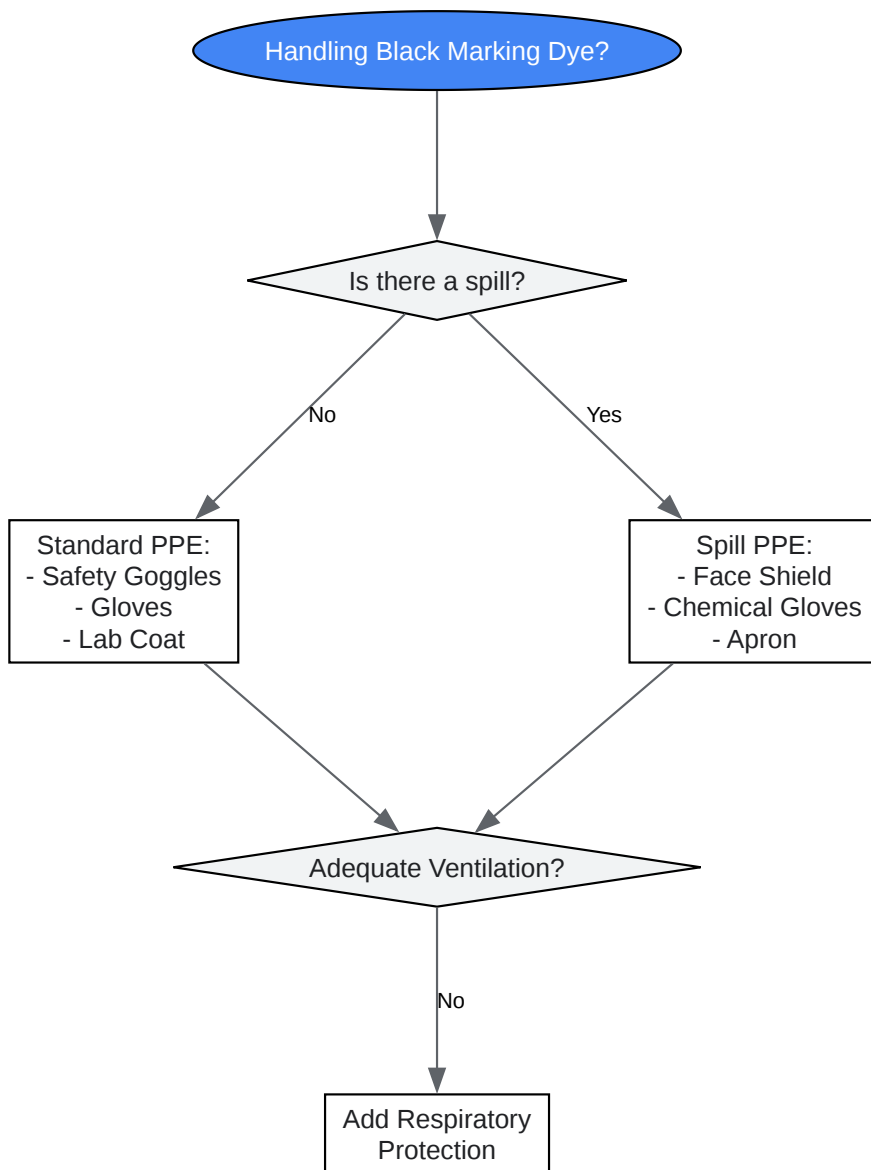 Handling Black Marking Dye?
Is there a spill?
No
Yes
Standard PPE:
- Safety Goggles
- Gloves
- Lab Coat
Spill PPE:
- Face Shield
- Chemical Gloves
- Apron
Adequate Ventilation?
No
Add Respiratory
Protection